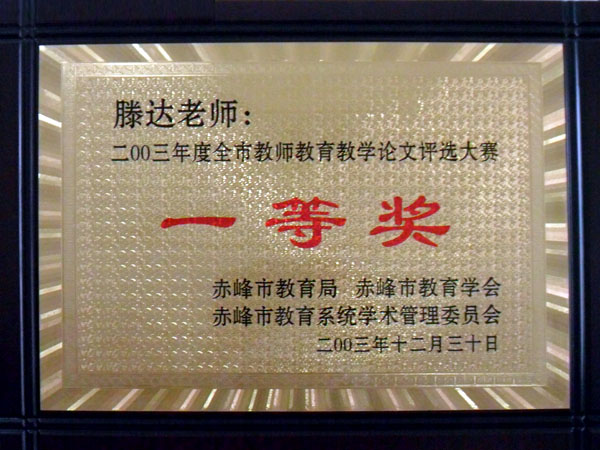 滕达老师：
二00三年度全市教师教育教学论文评选大赛
一等奖
赤峰市教育局 赤峰市教育学会
赤峰市教育系统学术管理委员会
二00三年十二月三十日